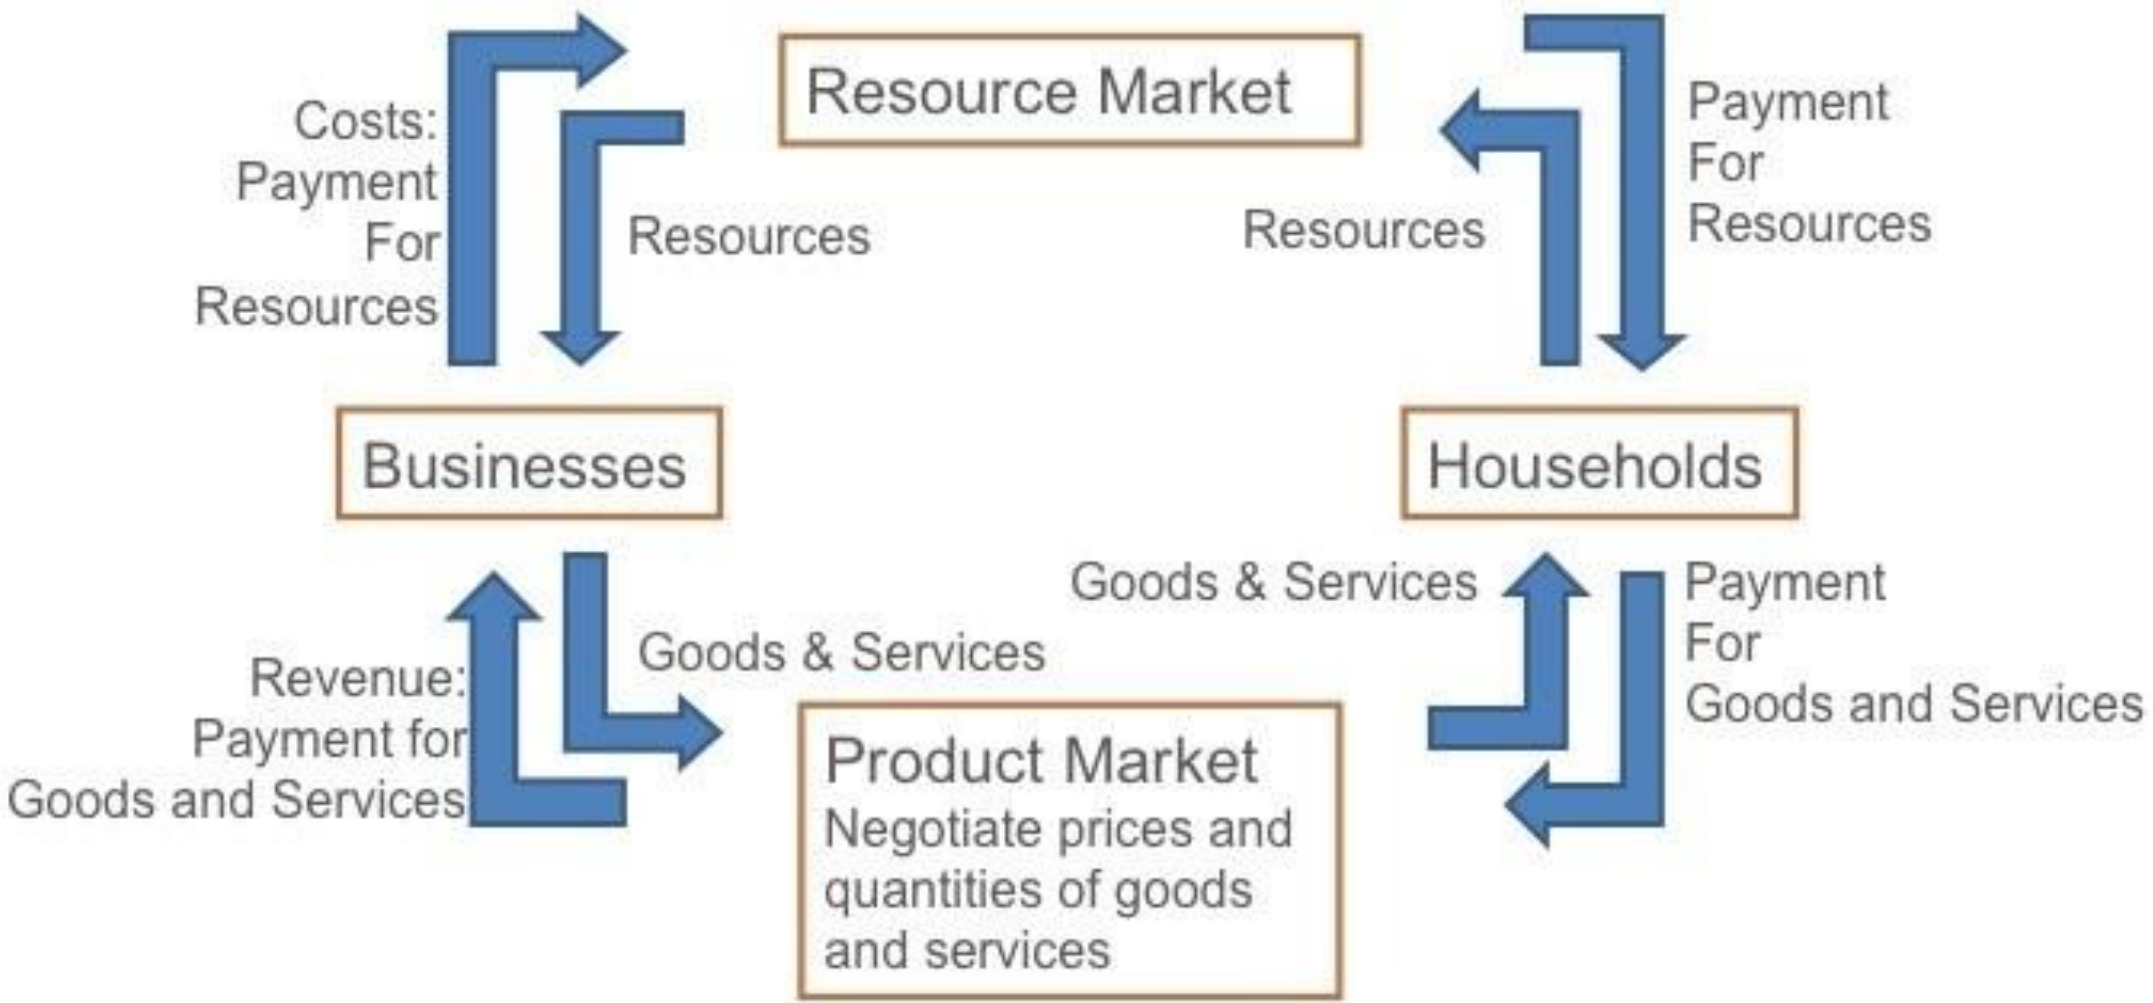 Resource Market
Costs:
Payment
For
Resources
Resources
Resources
Payment
For
Resources
Businesses
Households
Revenue:
Payment for
Goods and Services
Goods & Services
Goods & Services
Payment
For
Goods and Services
Product Market
Negotiate prices and
quantities of goods
and services